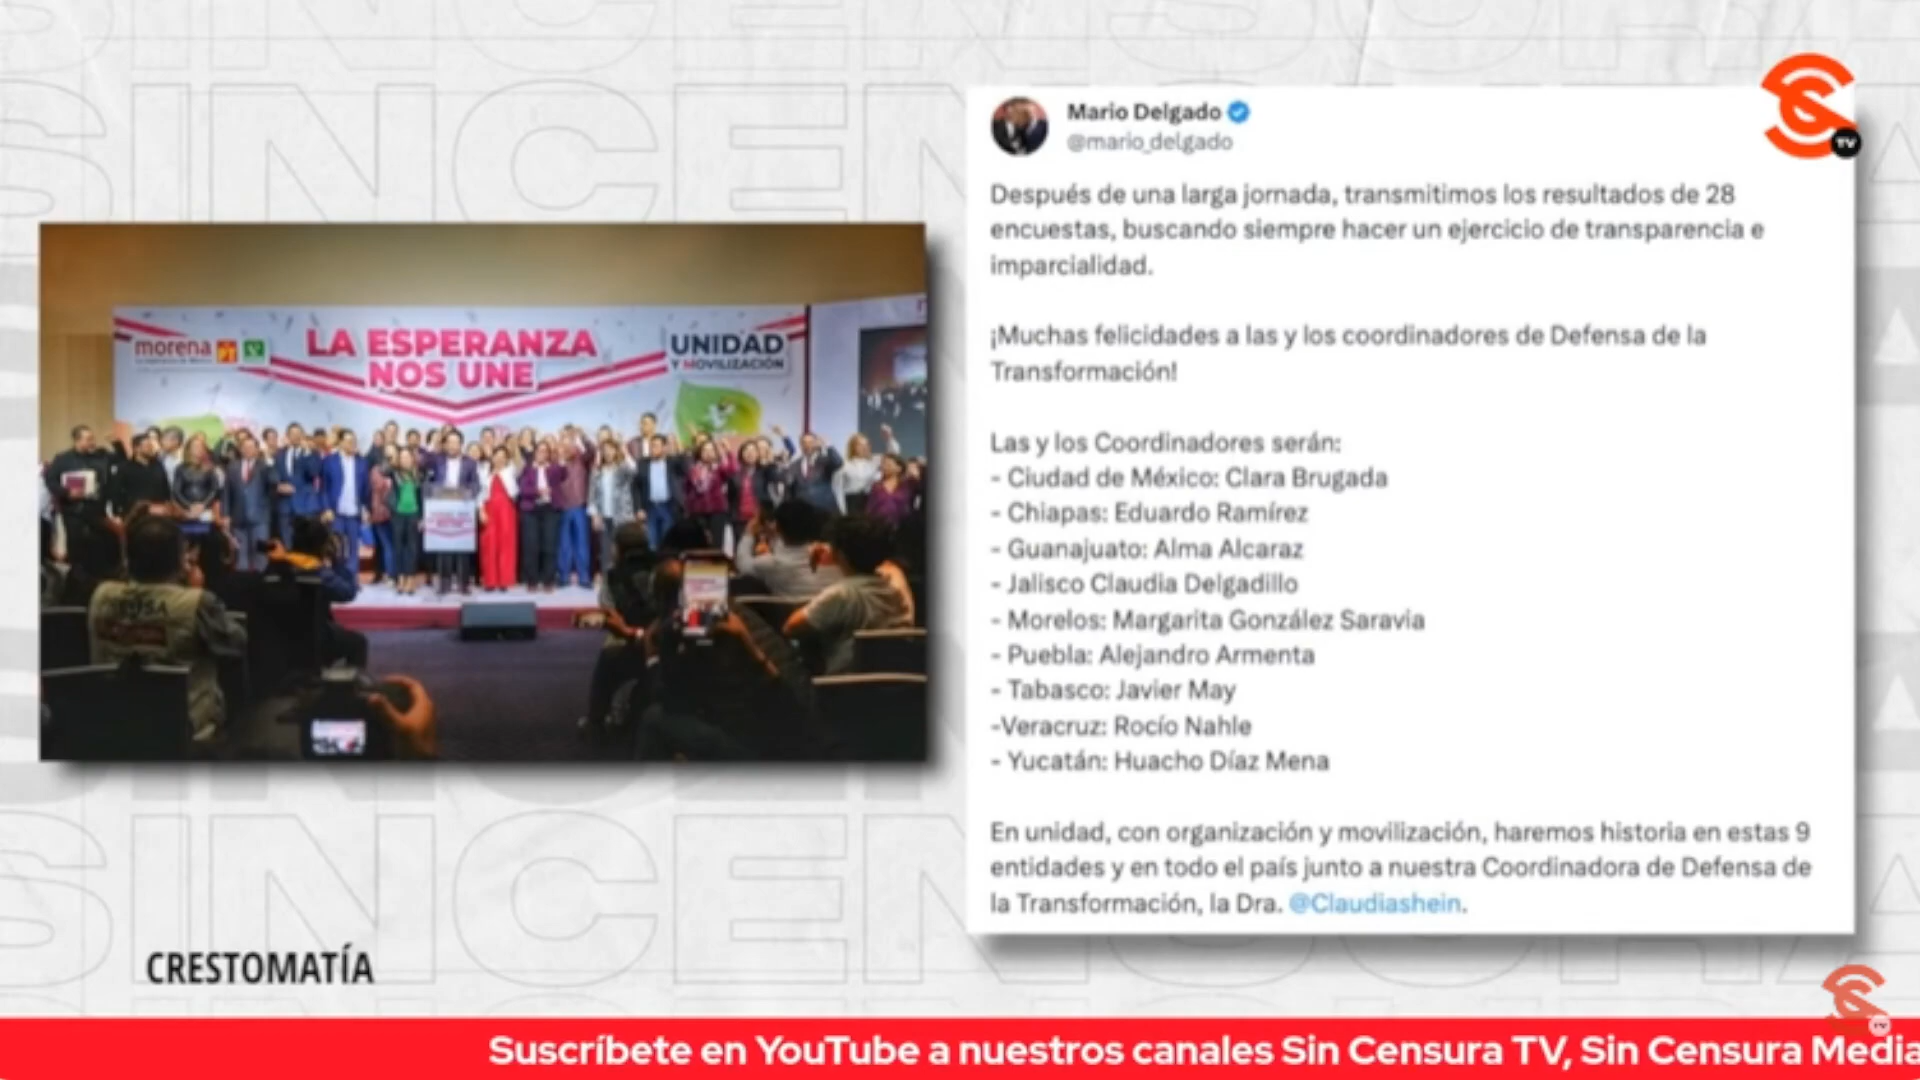 SINCENSURA
TV
Mario Delgado
@mario_delgado
Después de una larga jornada, transmitimos los resultados de 28
encuestas, buscando siempre hacer un ejercicio de transparencia e
imparcialidad.
¡Muchas felicidades a las y los coordinadores de Defensa de la
Transformación!
Las y los Coordinadores serán:
- Ciudad de México: Clara Brugada
- Chiapas: Eduardo Ramírez
- Guanajuato: Alma Alcaraz
- Jalisco Claudia Delgadillo
- Morelos: Margarita González Saravia
- Puebla: Alejandro Armenta
- Tabasco: Javier May
-Veracruz: Rocío Nahle
- Yucatán: Huacho Díaz Mena
En unidad, con organización y movilización, haremos historia en estas 9
entidades y en todo el país junto a nuestra Coordinadora de Defensa de
la Transformación, la Dra. @Claudiashein.
morena PT
LA ESPERANZA
NOS UNE
UNIDAD
Y MOVILIZACIÓN
CRESTOMATÍA
Suscríbete en YouTube a nuestros canales Sin Censura TV, Sin Censura Media